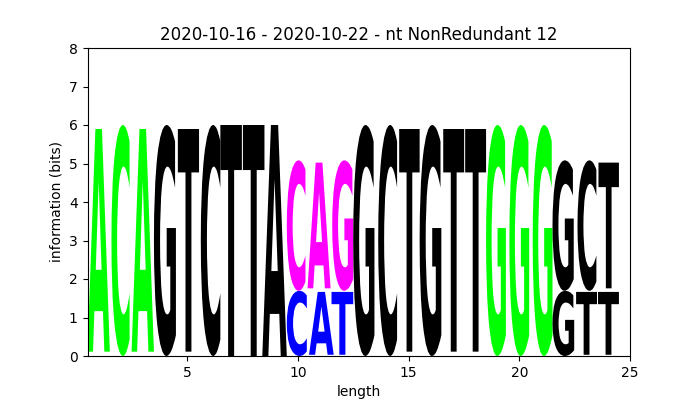 2020-10-16 - 2020-10-22 - nt NonRedundant 12
8
7
6
5
4
3
2
1
0
information (bits)
ACAGTCTTACAGGCTGTTGGGGCT
CAT
GTT
5
10
15
20
25
length